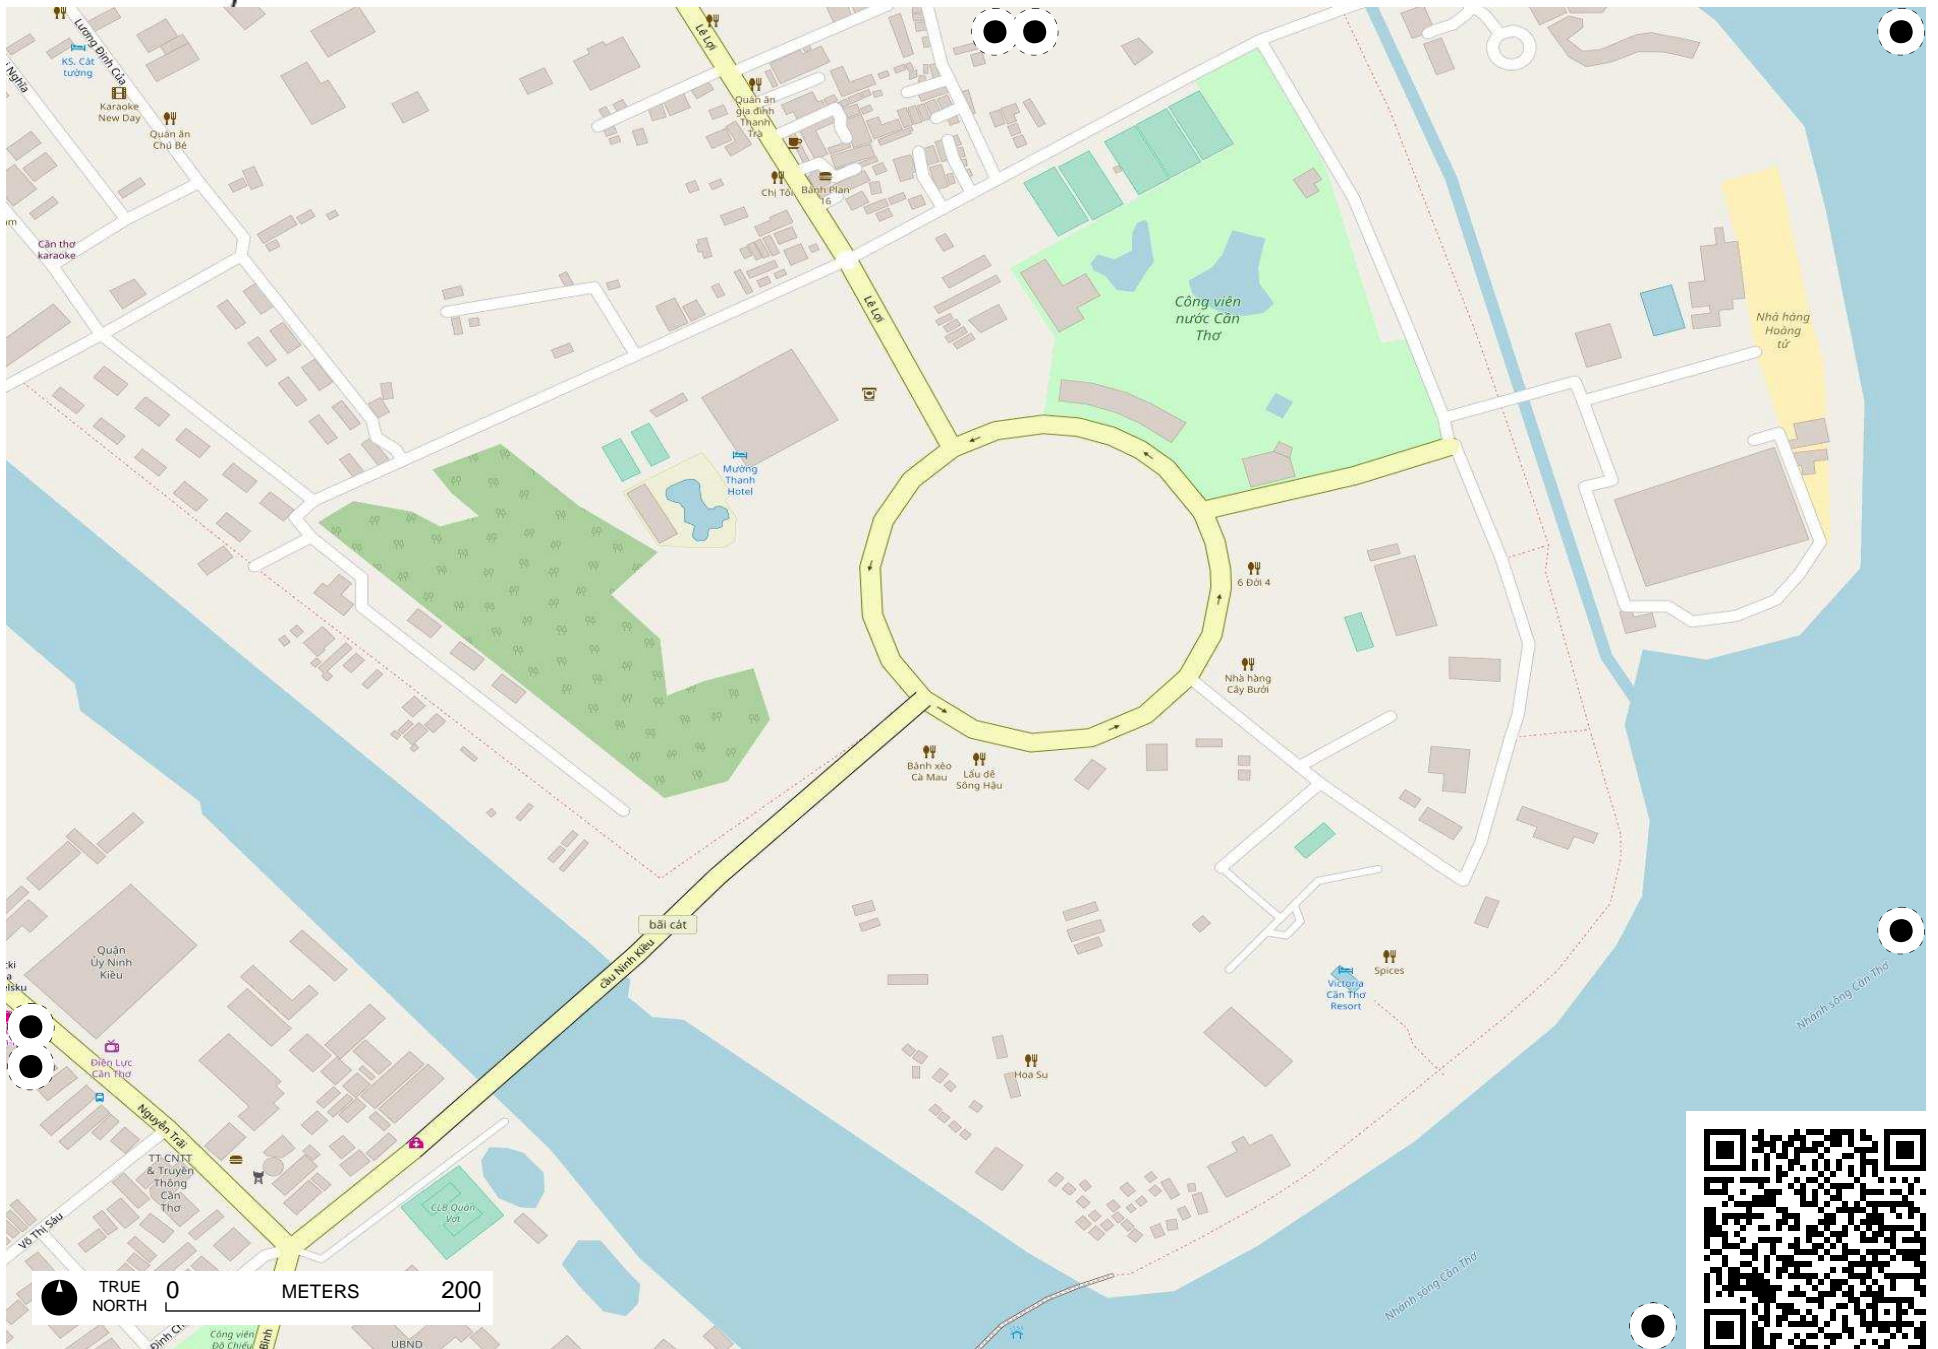 Lương Định Của
KS. Cát
tường
Nghĩa
Karaoke
New Day
Quán ăn
Chú Bé
Lê Lợi
Quán ăn
gia đình
Thanh
Trà
Chị Tôi
Bánh Plan
16
Cần thơ
karaoke
Lê Lợi
Công viên
nước Cần
Thơ
Nhà hàng
Hoàng
tử
Mường
Thanh
Hotel
6 Đời 4
Nhà hàng
Cây Bưởi
Bánh xèo
Cà Mau
Lẩu dê
Sông Hậu
bãi cát
cầu Ninh Kiều
Quận
Ủy Ninh
Kiều
Spices
Victoria
Cần Thơ
Resort
Nhánh sông Cần Thơ
Điện Lực
Cần Thơ
Hoa Sứ
Nguyễn Trãi
TT CNTT
& Truyền
Thông
Cần
Thơ
CLB Quần
Vợt
Võ Thị Sáu
Nhánh sông Cần Thơ
TRUE
NORTH
0 METERS 200
Công viên
Đồ Chiểu
Bình
UBND